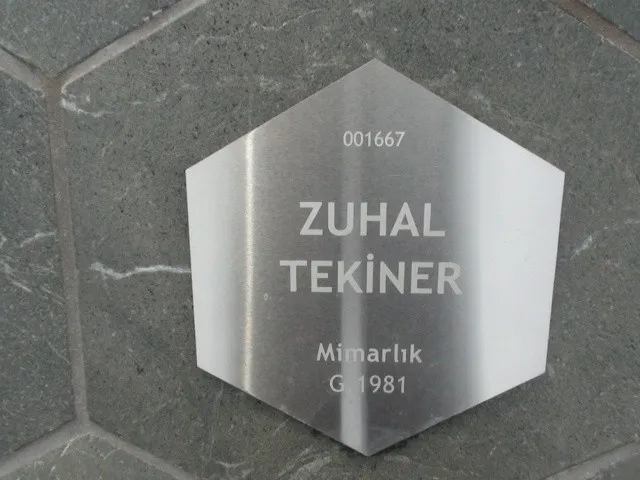 001667
ZUHAL
TEKİNER
Mimarlık
G 1981